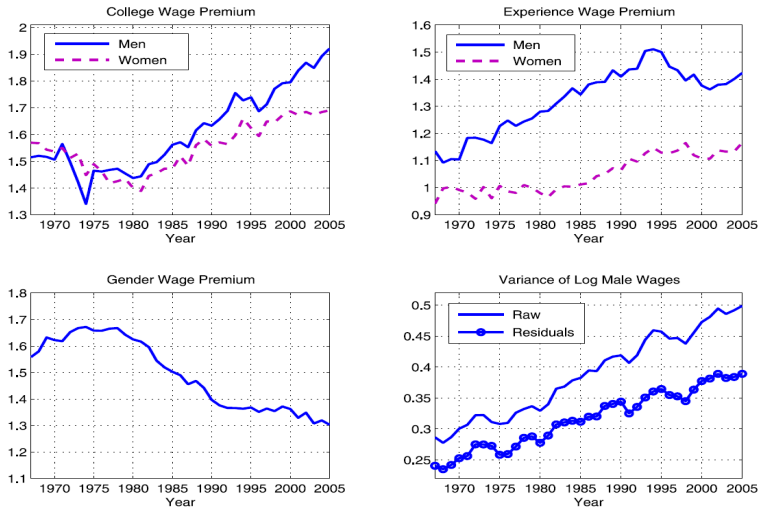 College Wage Premium
2
1.9
1.8
1.7
1.6
1.5
1.4
1.3
Men
Women
1970 1975 1980 1985 1990 1995 2000 2005
Year
Experience Wage Premium
1.6
1.5
1.4
1.3
1.2
1.1
1
0.9
Men
Women
1970 1975 1980 1985 1990 1995 2000 2005
Year
Gender Wage Premium
1.8
1.7
1.6
1.5
1.4
1.3
1.2
1.1
1970 1975 1980 1985 1990 1995 2000 2005
Year
Variance of Log Male Wages
0.5
0.45
0.4
0.35
0.3
0.25
Raw
Residuals
1970 1975 1980 1985 1990 1995 2000 2005
Year